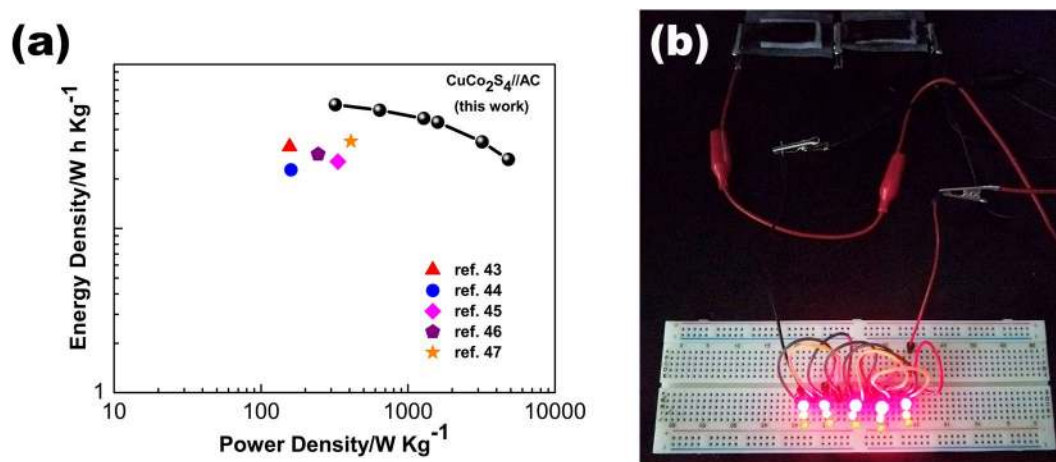 (a)
CuCo₂S₄//AC
(this work)
Energy Density/W h Kg⁻¹
ref. 43
ref. 44
ref. 45
ref. 46
ref. 47
1
10
100
1000
10000
Power Density/W Kg⁻¹
(b)